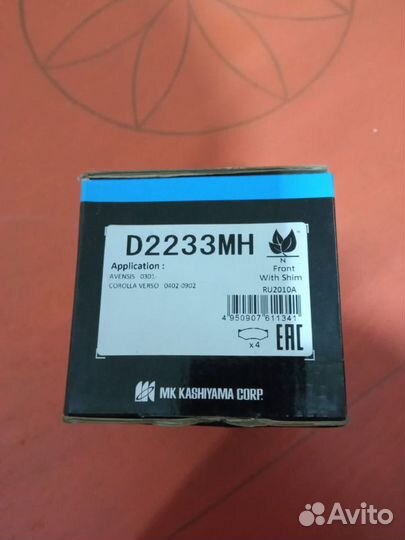 D2233MH
N
Front
With Shim
RU2010A
Application :
AVENSIS 0301-
COROLLA VERSO 0402-0902
4 950907 611341
x4
EAC
MK KASHIYAMA CORP.
Avito